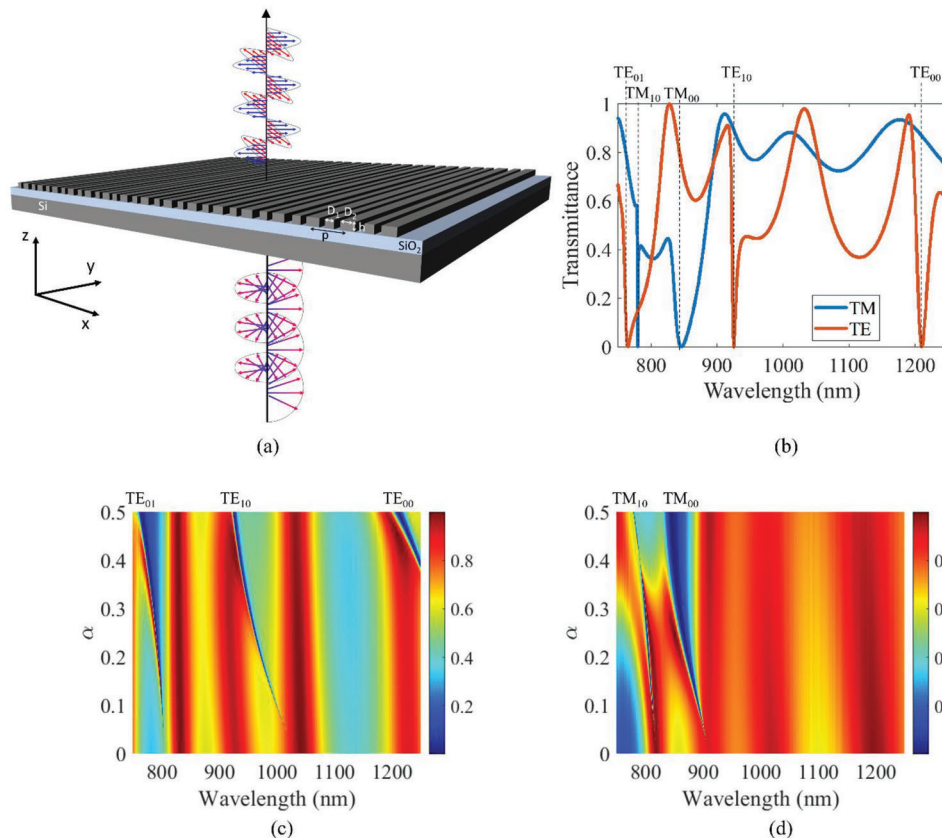 z
y
x
Si
SiO₂
D₁ D₂
h
p
(a)
TE₀₁ TE₁₀ TE₀₀
TM₁₀ TM₀₀
Transmittance
1
0.8
0.6
0.4
0.2
0
TM
TE
800 900 1000 1100 1200
Wavelength (nm)
(b)
TE₀₁ TE₁₀ TE₀₀
α
0.5
0.4
0.3
0.2
0.1
0
0.8
0.6
0.4
0.2
800 900 1000 1100 1200
Wavelength (nm)
(c)
TM₁₀ TM₀₀
α
0.5
0.4
0.3
0.2
0.1
0
800 900 1000 1100 1200
Wavelength (nm)
(d)